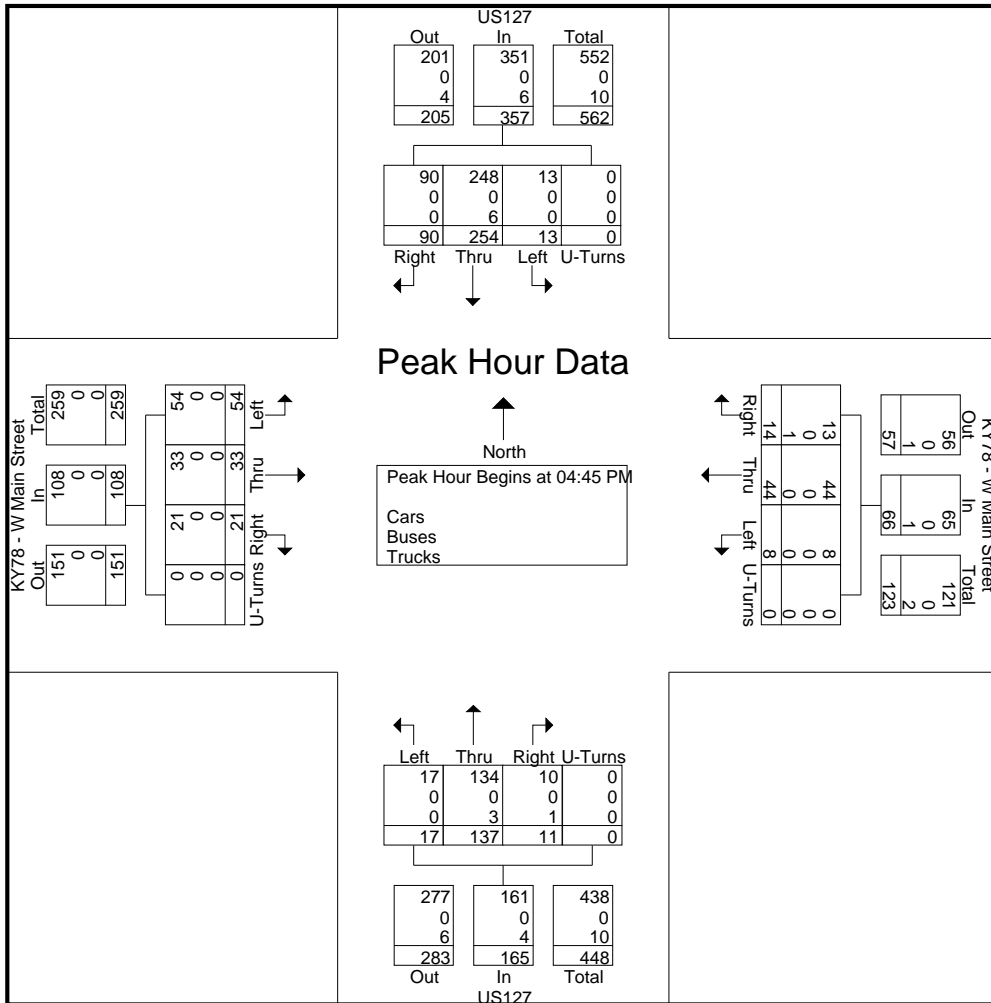 US127
Out In Total
201 351 552
0 0 0
4 6 10
205 357 562
90 248 13 0
0 0 0 0
0 6 0 0
90 254 13 0
Right Thru Left U-Turns
Peak Hour Data
North
Peak Hour Begins at 04:45 PM
Cars
Buses
Trucks
KY78 - W Main Street
Total
259 0 0 259
In
108 0 0 108
Out
151 0 0 151
54 0 0 54
Left
33 0 0 33
Thru
21 0 0 21
Right
0 0 0 0
U-Turns
KY78 - W Main Street
Out
56 0 1 57
In
65 0 1 66
Total
121 0 2 123
Right
13 0 1 14
Thru
44 0 0 44
Left
8 0 0 8
U-Turns
0 0 0 0
Left Thru Right U-Turns
17 134 10 0
0 0 0 0
0 3 1 0
17 137 11 0
277 161 438
0 0 0
6 4 10
283 165 448
Out In Total
US127